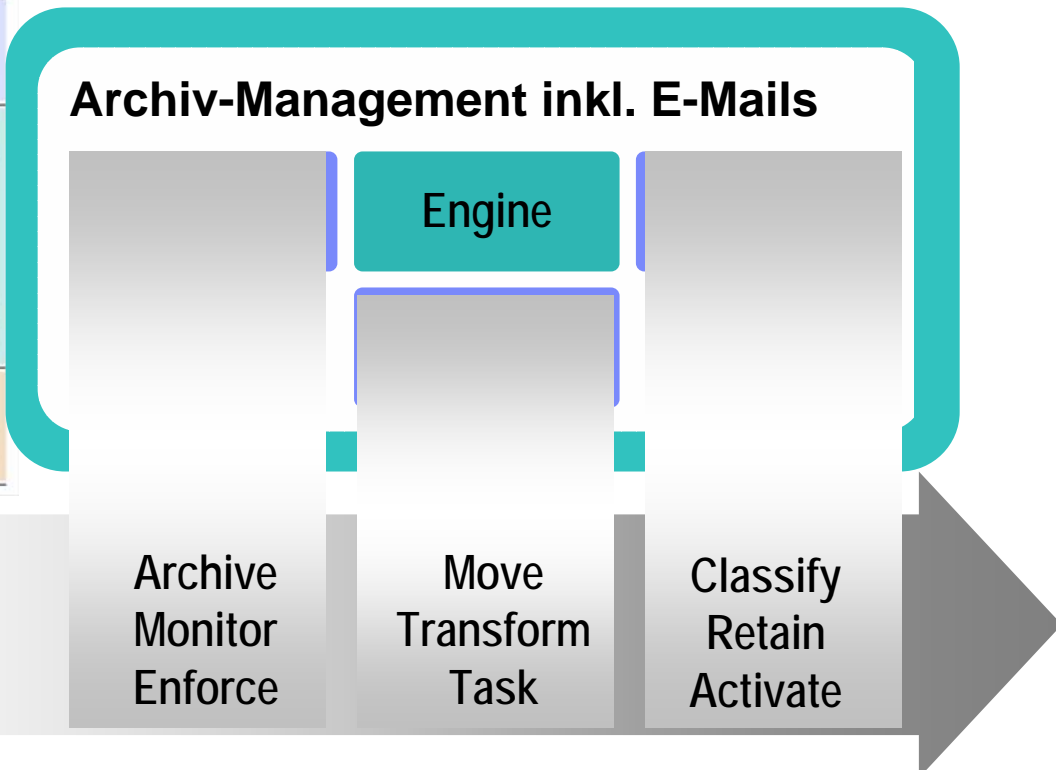 Archiv-Management inkl. E-Mails
Engine
Archive
Monitor
Enforce
Move
Transform
Task
Classify
Retain
Activate